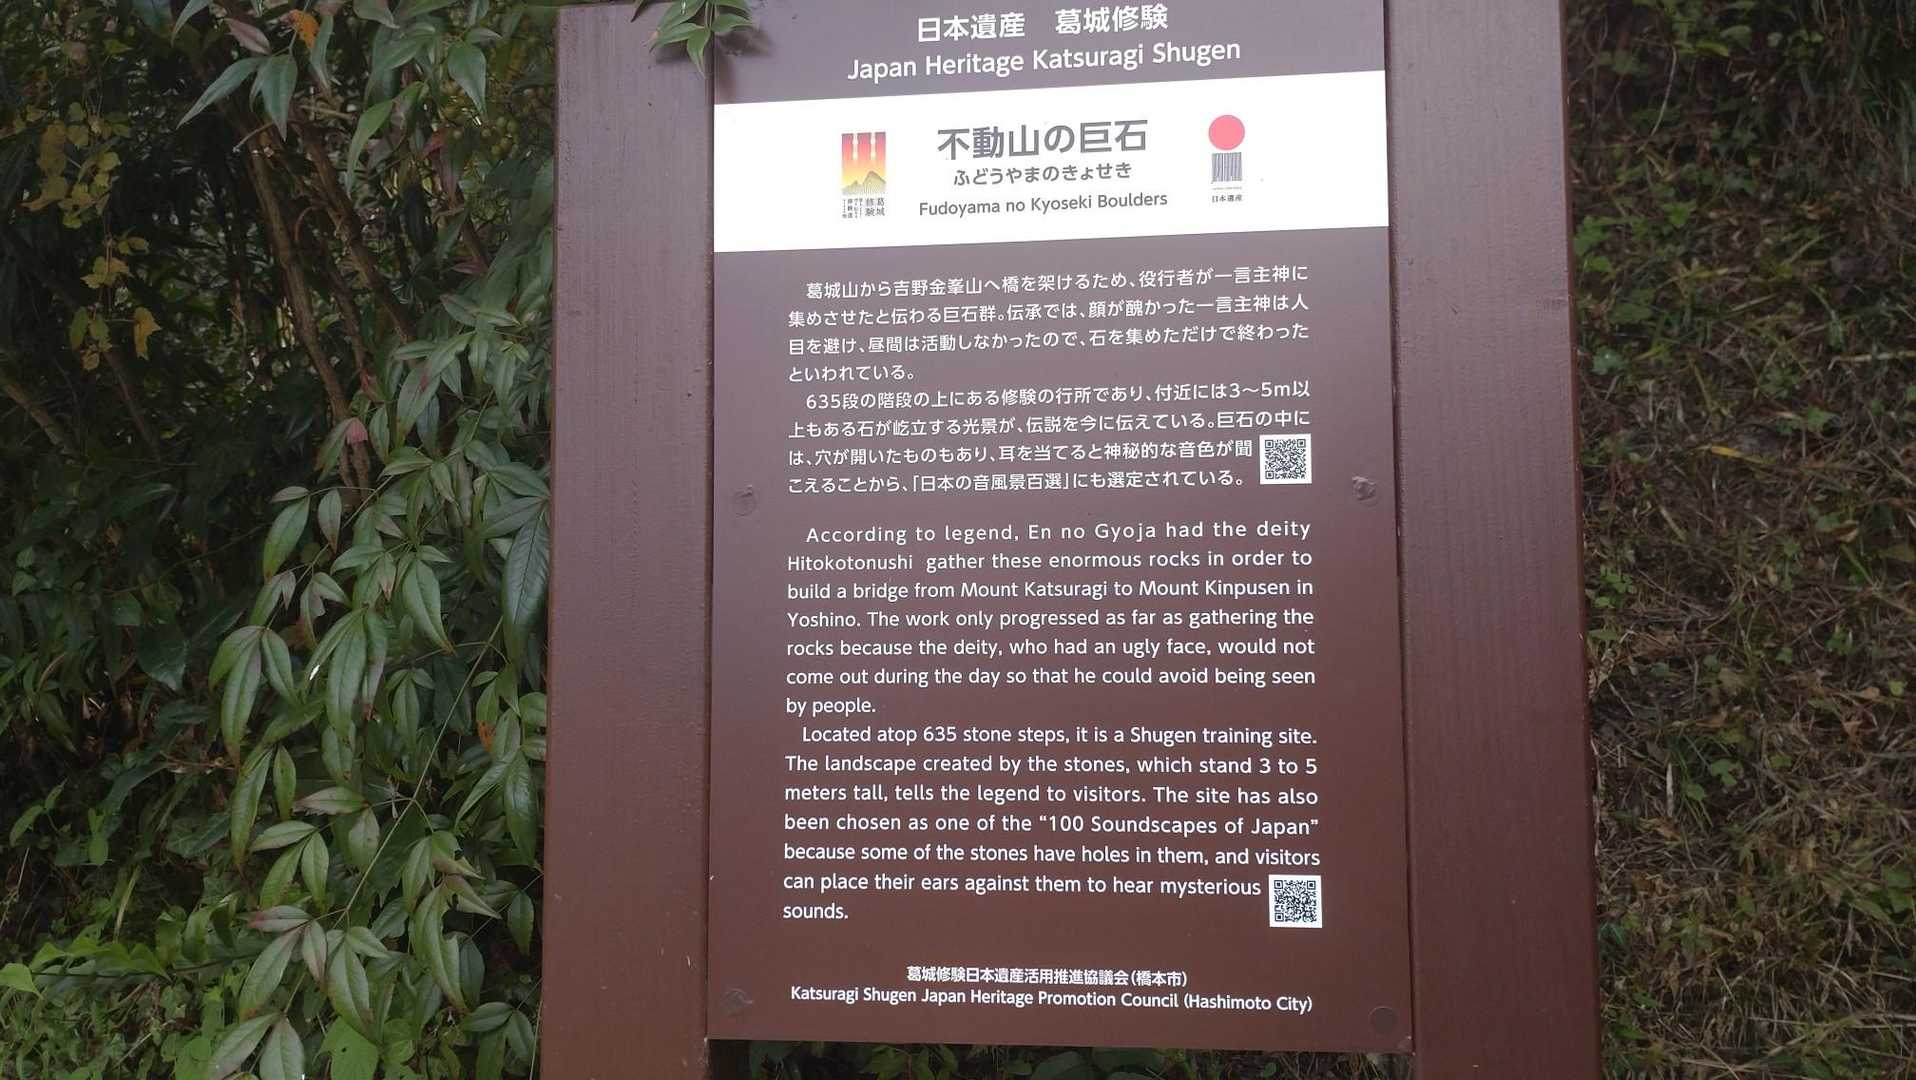 日本遺産　葛城修験
Japan Heritage Katsuragi Shugen
不動山の巨石
ふどうやまのきょせき
Fudoyama no Kyoseki Boulders
葛城
修験
日本遺産
葛城山から吉野金峯山へ橋を架けるため、役行者が一言主神に
集めさせたと伝わる巨石群。伝承では、顔が醜かった一言主神は人
目を避け、昼間は活動しなかったので、石を集めただけで終わった
といわれている。
635段の階段の上にある修験の行所であり、付近には3～5m以
上もある石が屹立する光景が、伝説を今に伝えている。巨石の中に
は、穴が開いたものもあり、耳を当てると神秘的な音色が聞
こえることから、「日本の音風景百選」にも選定されている。
According to legend, En no Gyoja had the deity
Hitokotonushi gather these enormous rocks in order to
build a bridge from Mount Katsuragi to Mount Kinpusen in
Yoshino. The work only progressed as far as gathering the
rocks because the deity, who had an ugly face, would not
come out during the day so that he could avoid being seen
by people.
Located atop 635 stone steps, it is a Shugen training site.
The landscape created by the stones, which stand 3 to 5
meters tall, tells the legend to visitors. The site has also
been chosen as one of the “100 Soundscapes of Japan”
because some of the stones have holes in them, and visitors
can place their ears against them to hear mysterious
sounds.
葛城修験日本遺産活用推進協議会（橋本市）
Katsuragi Shugen Japan Heritage Promotion Council (Hashimoto City)